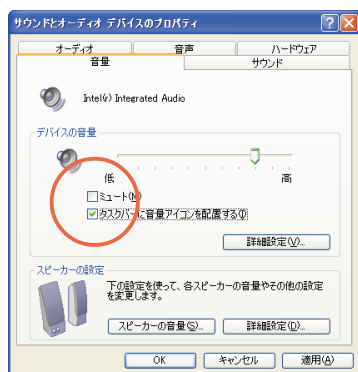 サウンドとオーディオ デバイスのプロパティ
オーディオ 音声 ハードウェア
音量 サウンド
Intel(r) Integrated Audio
デバイスの音量
低 高
ミュート(M)
タスクバーに音量アイコンを配置する(I)
詳細設定(V)...
スピーカーの設定
下の設定を使って、各スピーカーの音量やその他の設定
を変更します。
スピーカーの音量(S)... 詳細設定(D)...
OK キャンセル 適用(A)